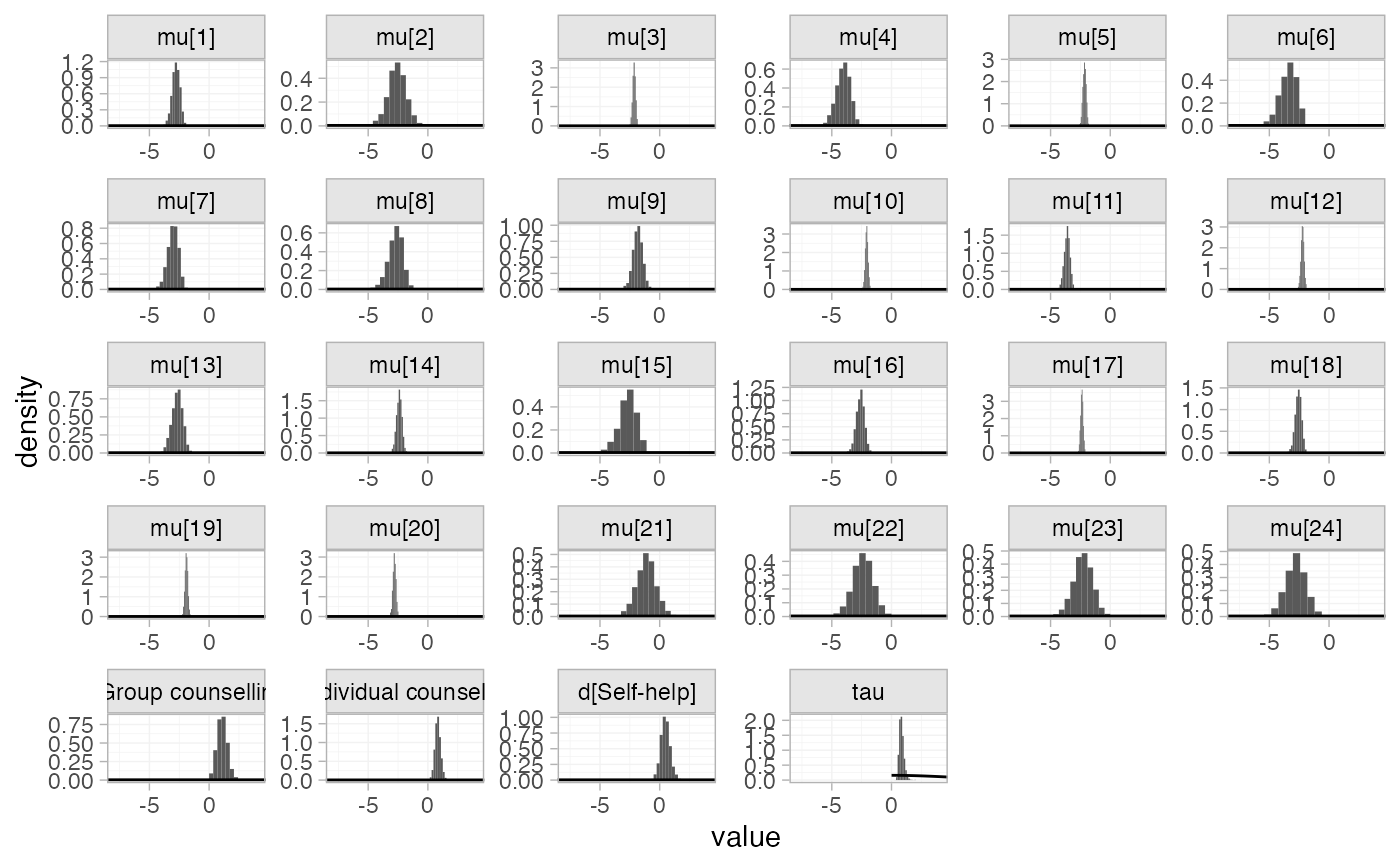 mu[1] mu[2] mu[3] mu[4] mu[5] mu[6]
1.2 0.9 0.6 0.3 0.0
0.4 0.2 0.0
3 2 1 0
0.6 0.4 0.2 0.0
3 2 1 0
0.4 0.2 0.0
-5 0 -5 0 -5 0 -5 0 -5 0 -5 0
mu[7] mu[8] mu[9] mu[10] mu[11] mu[12]
0.8 0.6 0.4 0.2 0.0
0.6 0.4 0.2 0.0
1.00 0.75 0.50 0.25 0.00
3 2 1 0
1.5 1.0 0.5 0.0
3 2 1 0
-5 0 -5 0 -5 0 -5 0 -5 0 -5 0
mu[13] mu[14] mu[15] mu[16] mu[17] mu[18]
0.75 0.50 0.25 0.00
1.5 1.0 0.5 0.0
0.4 0.2 0.0
1.25 1.00 0.75 0.50 0.25 0.00
3 2 1 0
1.5 1.0 0.5 0.0
-5 0 -5 0 -5 0 -5 0 -5 0 -5 0
density
mu[19] mu[20] mu[21] mu[22] mu[23] mu[24]
3 2 1 0
3 2 1 0
0.5 0.4 0.3 0.2 0.1 0.0
0.4 0.3 0.2 0.1 0.0
0.5 0.4 0.3 0.2 0.1 0.0
0.5 0.4 0.3 0.2 0.1 0.0
-5 0 -5 0 -5 0 -5 0 -5 0 -5 0
Group counsellin dividual counsel d[Self-help] tau
0.75 0.50 0.25 0.00
1.5 1.0 0.5 0.0
1.00 0.75 0.50 0.25 0.00
2.0 1.5 1.0 0.5 0.0
-5 0 -5 0 -5 0 -5 0
value